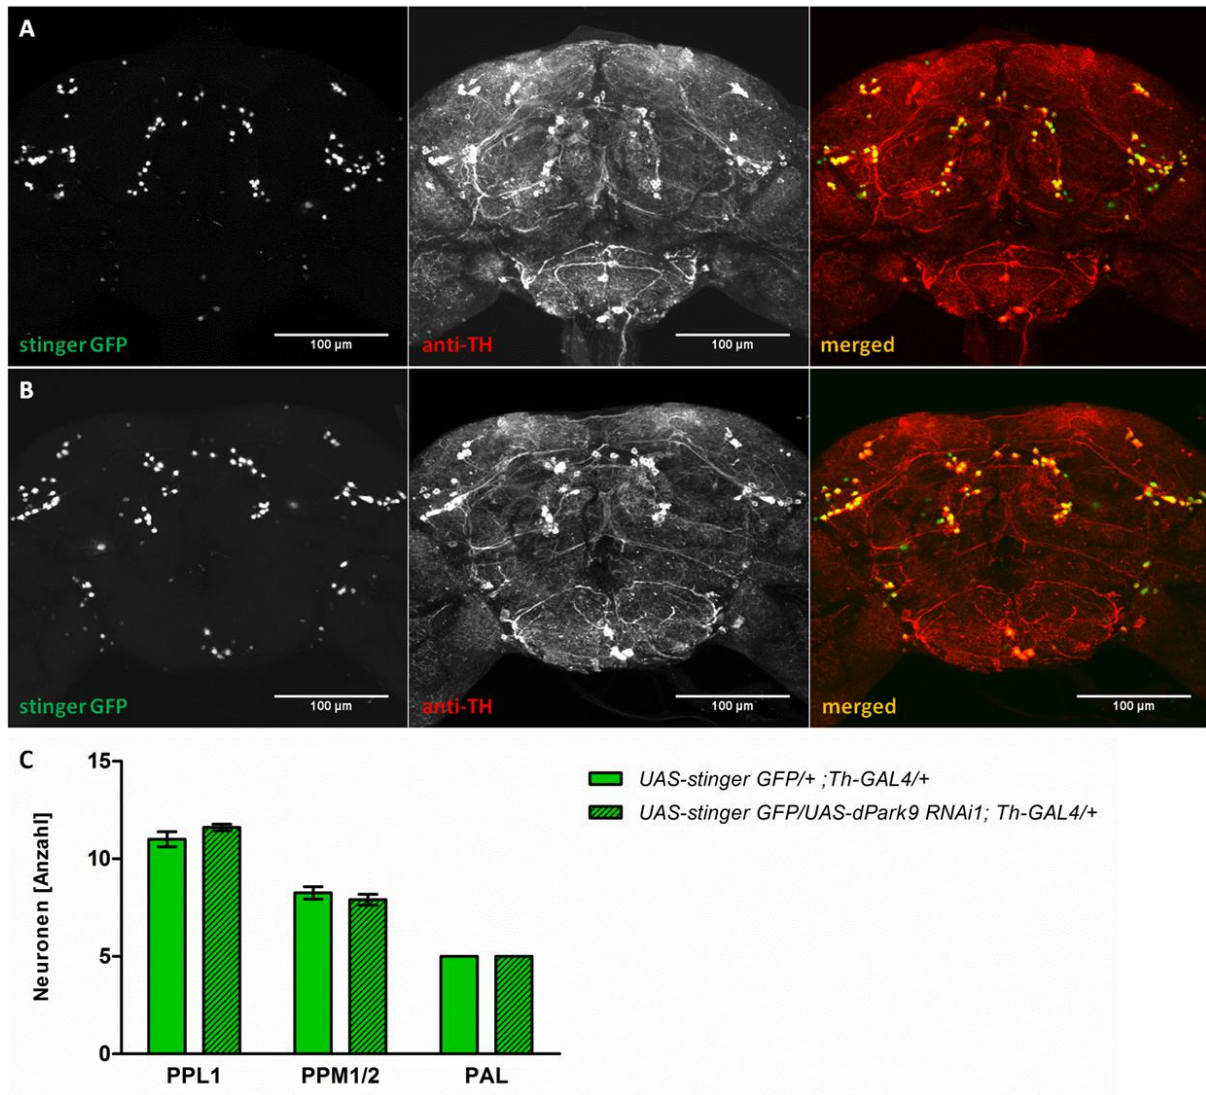 A
stinger GFP
100 µm
anti-TH
100 µm
merged
100 µm
B
stinger GFP
100 µm
anti-TH
100 µm
merged
100 µm
C
Neuronen [Anzahl]
15
10
5
0
PPL1
PPM1/2
PAL
UAS-stinger GFP/+ ;Th-GAL4/+
UAS-stinger GFP/UAS-dPark9 RNAi1; Th-GAL4/+